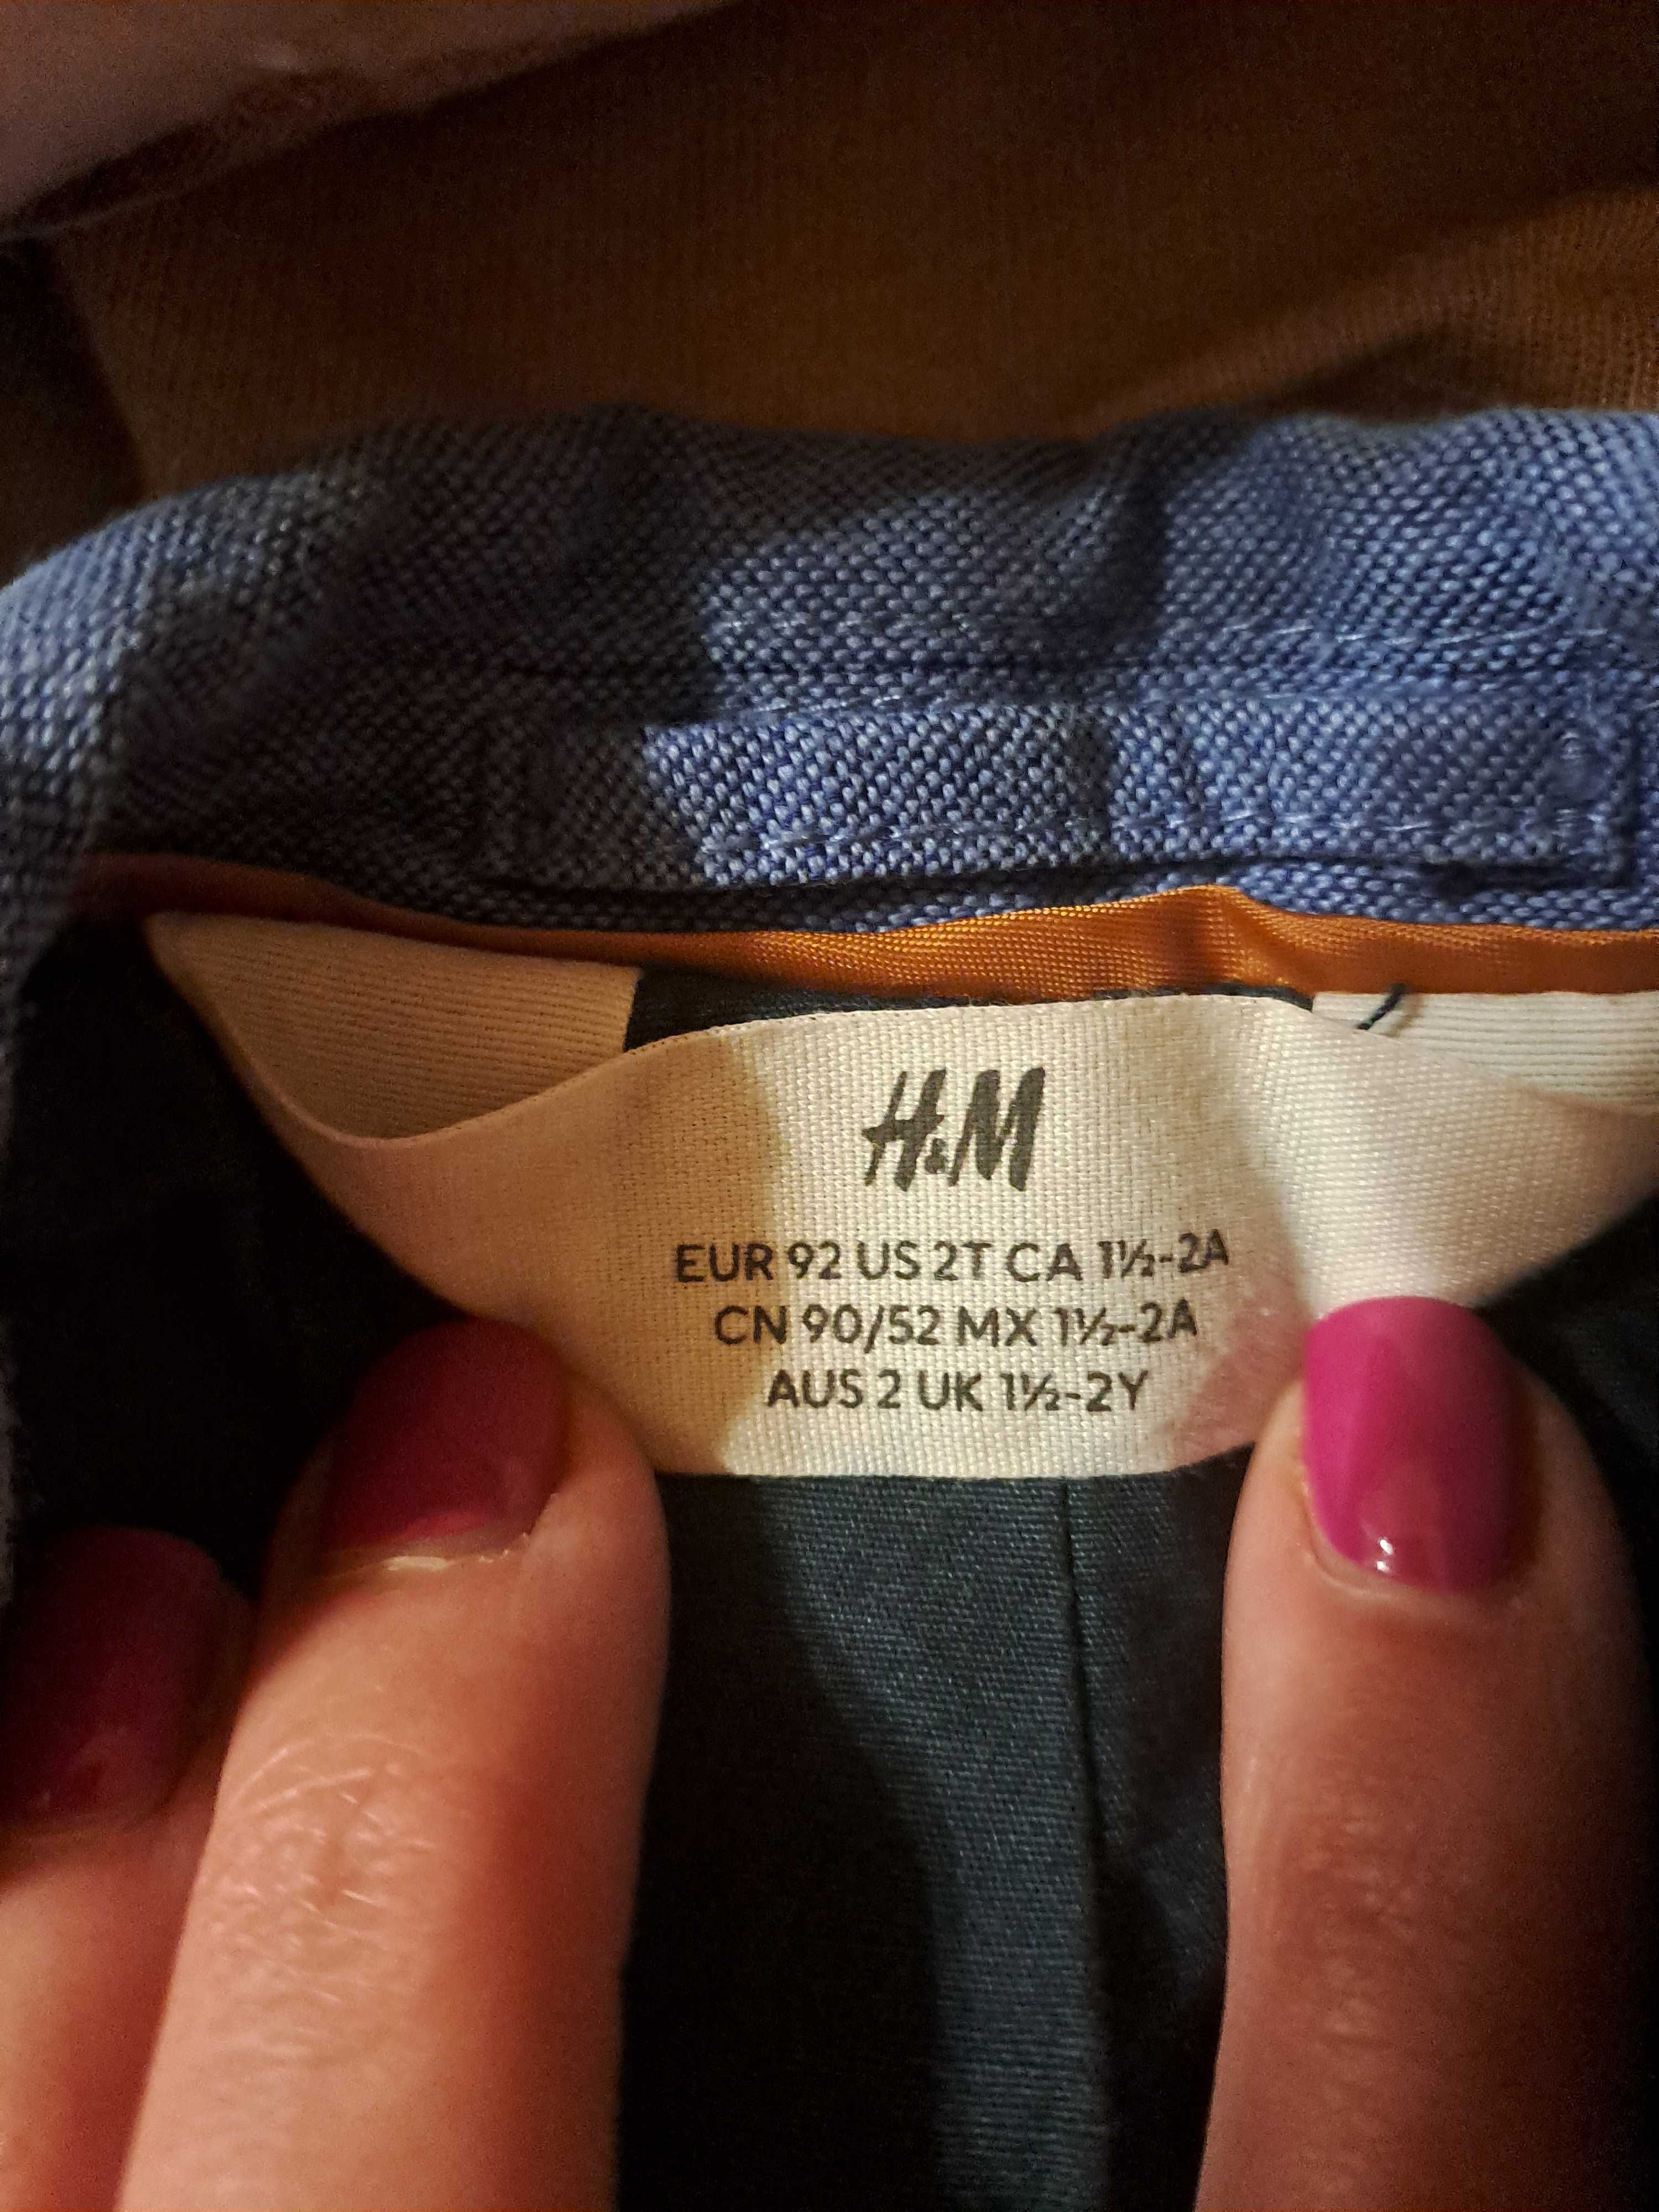 H&M
EUR 92 US 2T CA 1½-2A
CN 90/52 MX 1½-2A
AUS 2 UK 1½-2Y